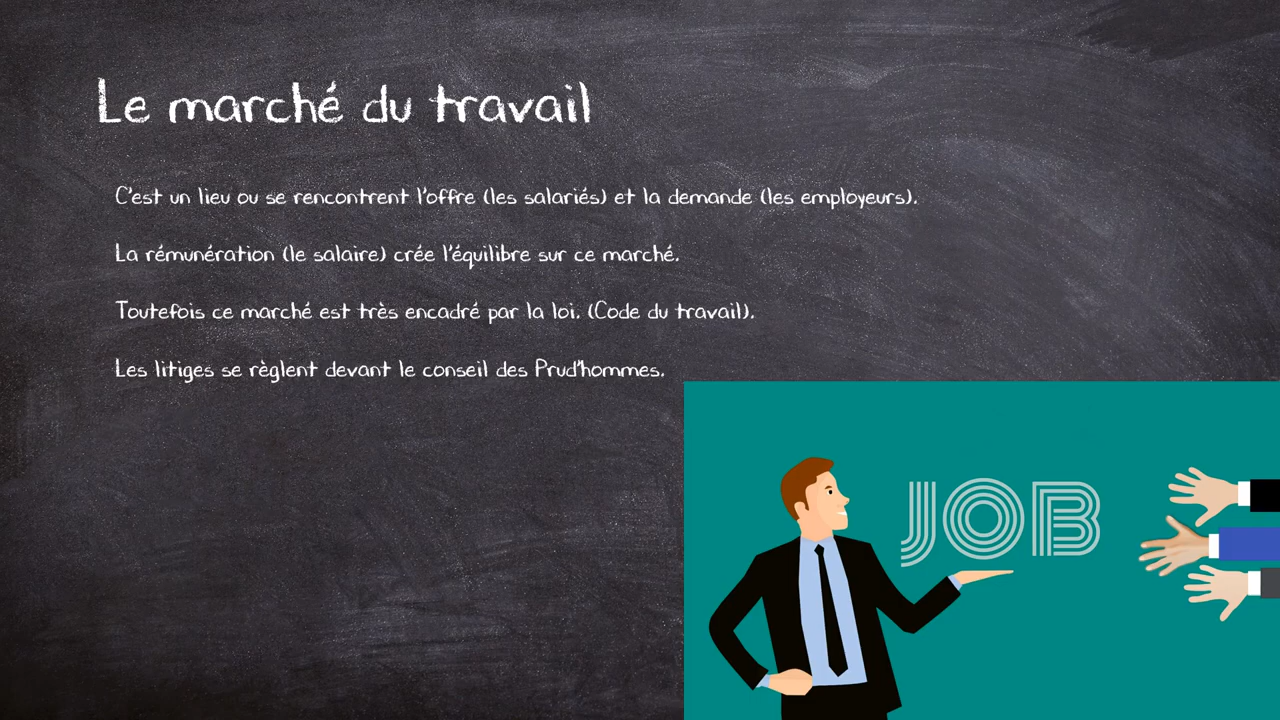 Le marché du travail
C'est un lieu ou se rencontrent l'offre (les salariés) et la demande (les employeurs).
La rémunération (le salaire) crée l'équilibre sur ce marché.
Toutefois ce marché est très encadré par la loi. (Code du travail).
Les litiges se règlent devant le conseil des Prud'hommes.
JOB